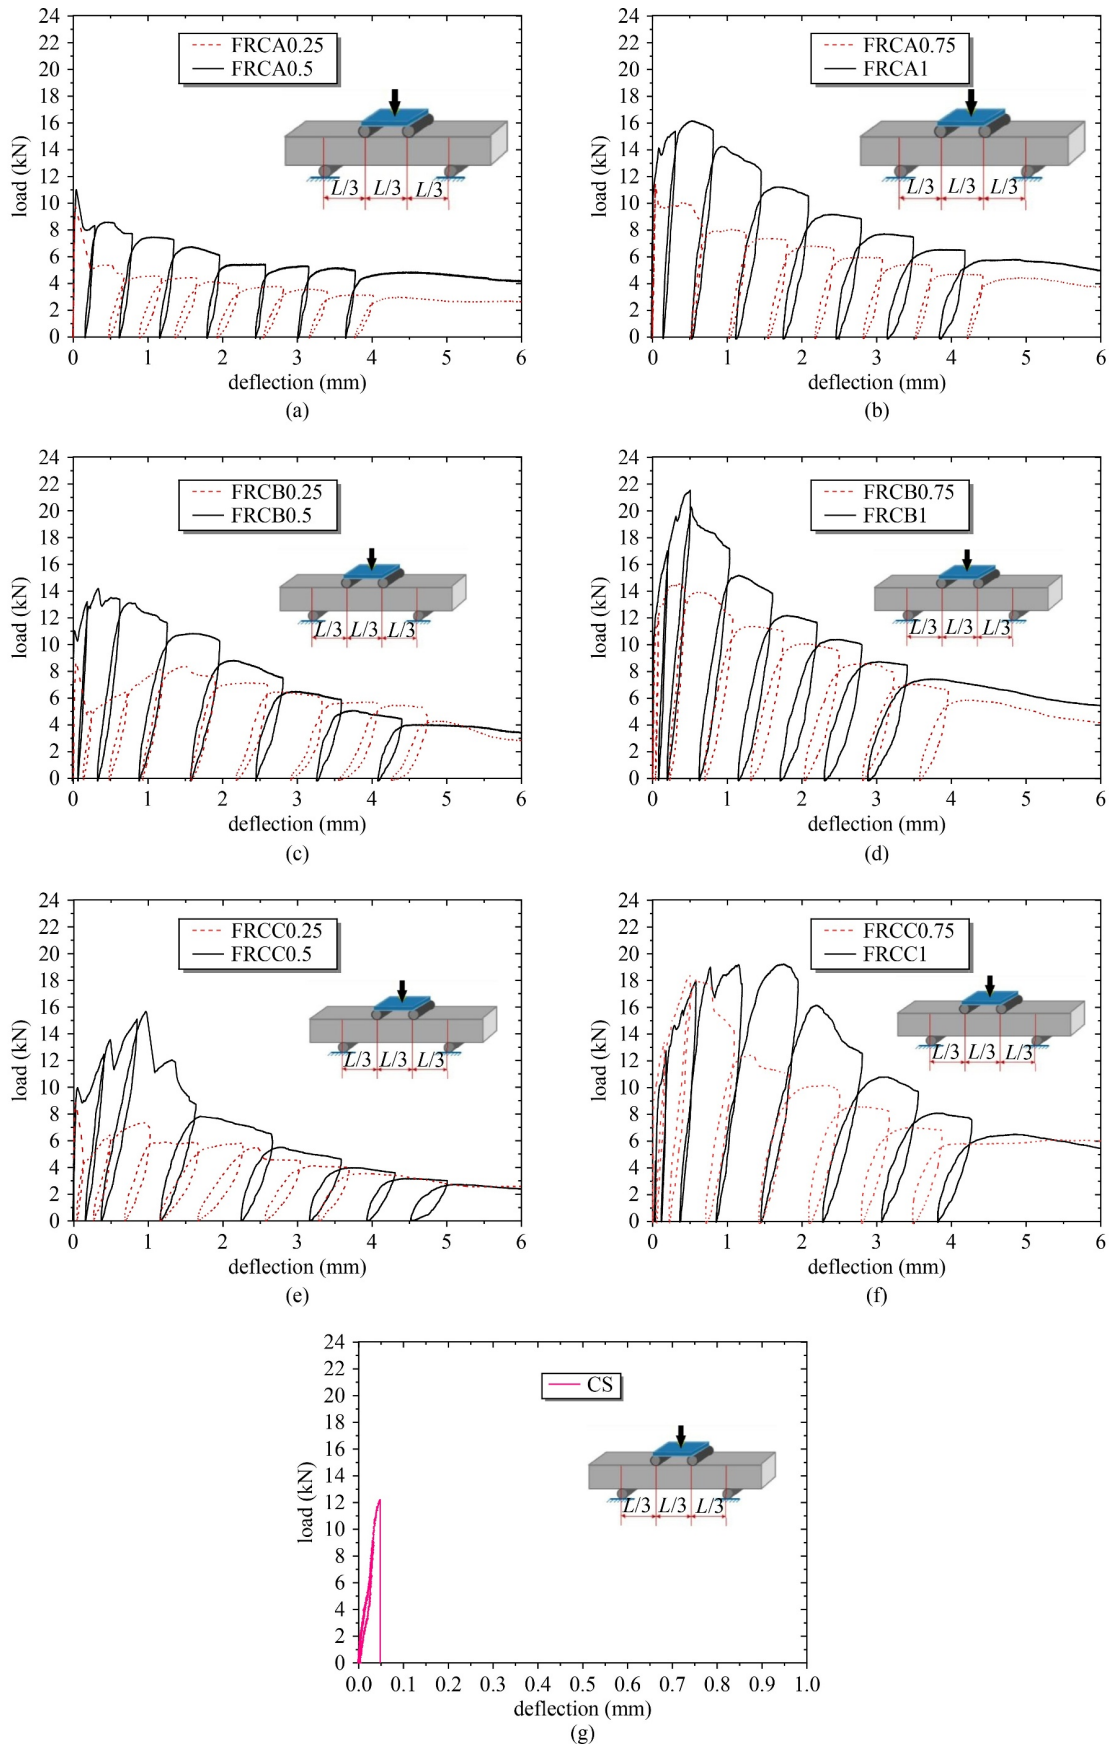 24
22
20
18
16
14
12
10
8
6
4
2
0
load (kN)
FRCA0.25
FRCA0.5
L/3 L/3 L/3
0 1 2 3 4 5 6
deflection (mm)
(a)
24
22
20
18
16
14
12
10
8
6
4
2
0
load (kN)
FRCA0.75
FRCA1
L/3 L/3 L/3
0 1 2 3 4 5 6
deflection (mm)
(b)
24
22
20
18
16
14
12
10
8
6
4
2
0
load (kN)
FRCB0.25
FRCB0.5
L/3 L/3 L/3
0 1 2 3 4 5 6
deflection (mm)
(c)
24
22
20
18
16
14
12
10
8
6
4
2
0
load (kN)
FRCB0.75
FRCB1
L/3 L/3 L/3
0 1 2 3 4 5 6
deflection (mm)
(d)
24
22
20
18
16
14
12
10
8
6
4
2
0
load (kN)
FRCC0.25
FRCC0.5
L/3 L/3 L/3
0 1 2 3 4 5 6
deflection (mm)
(e)
24
22
20
18
16
14
12
10
8
6
4
2
0
load (kN)
FRCC0.75
FRCC1
L/3 L/3 L/3
0 1 2 3 4 5 6
deflection (mm)
(f)
24
22
20
18
16
14
12
10
8
6
4
2
0
load (kN)
CS
L/3 L/3 L/3
0.0 0.1 0.2 0.3 0.4 0.5 0.6 0.7 0.8 0.9 1.0
deflection (mm)
(g)